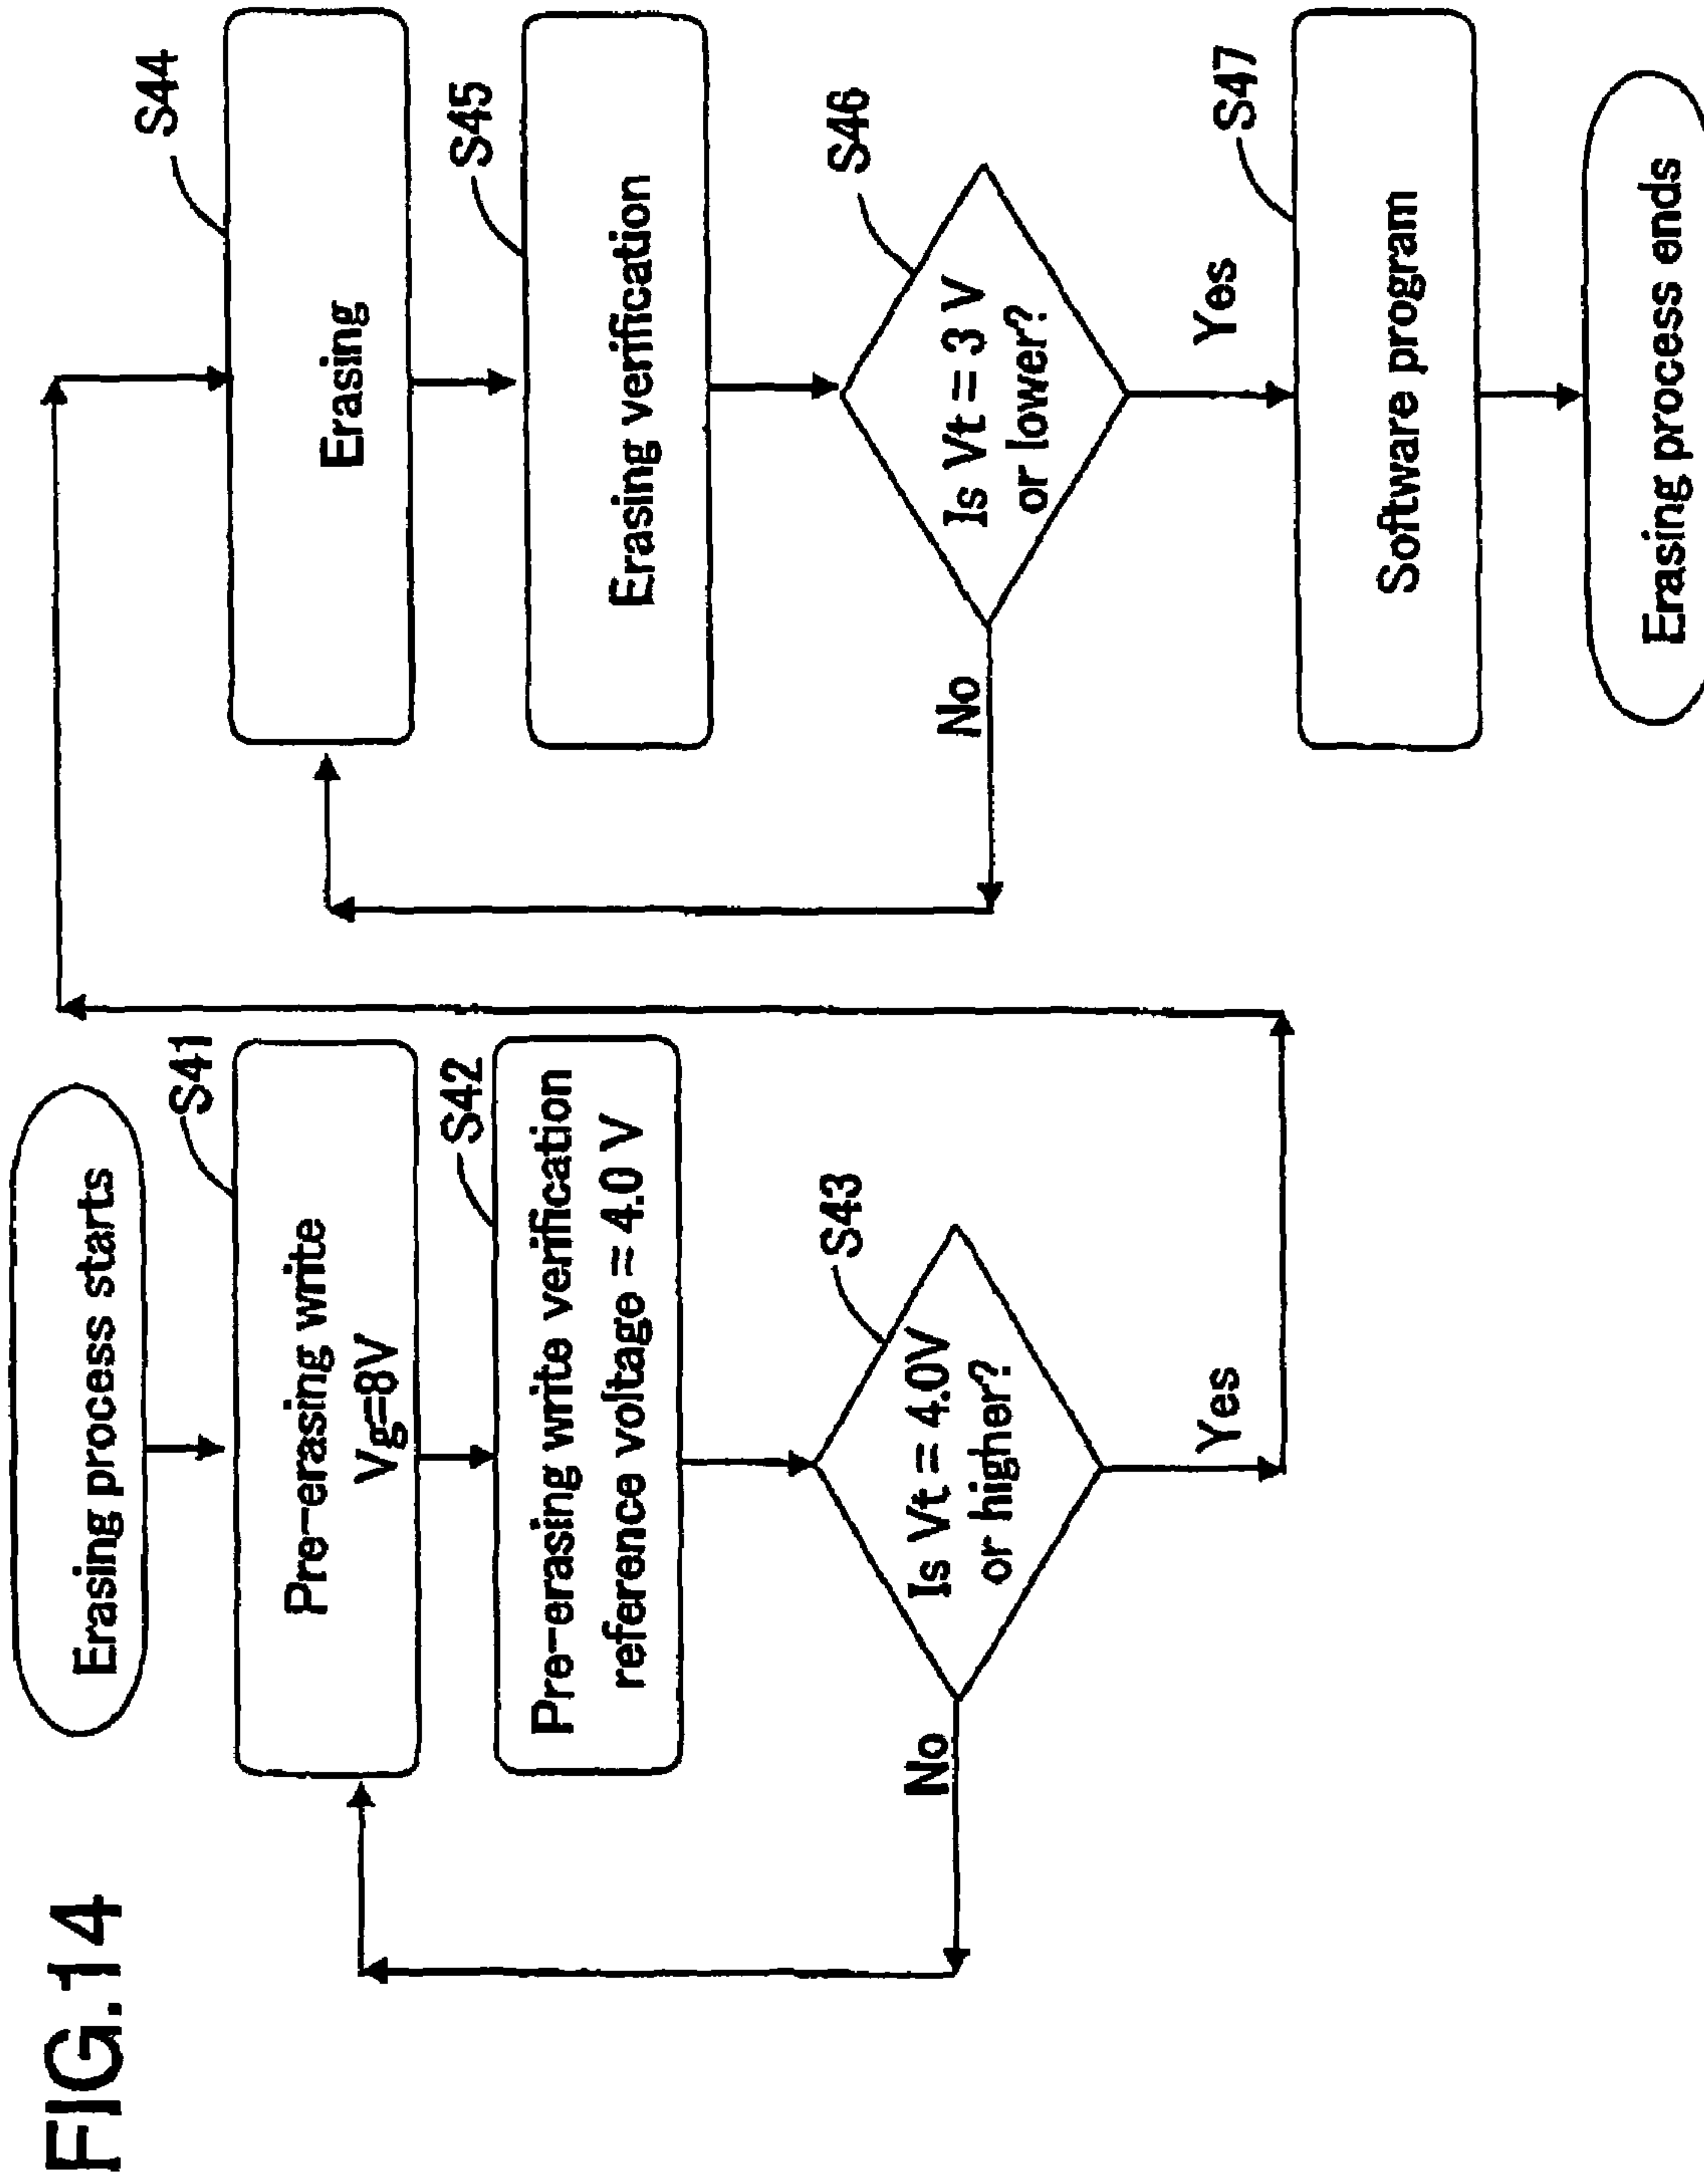 FIG.14
Erasing process starts
S41
Pre-erasing write
Vg=8V
S42
Pre-erasing write verification
reference voltage = 4.0 V
S43
Is Vt = 4.0V
or higher?
No
Yes
S44
Erasing
S45
Erasing verification
S46
Is Vt = 3 V
or lower?
No
Yes
S47
Software program
Erasing process ends